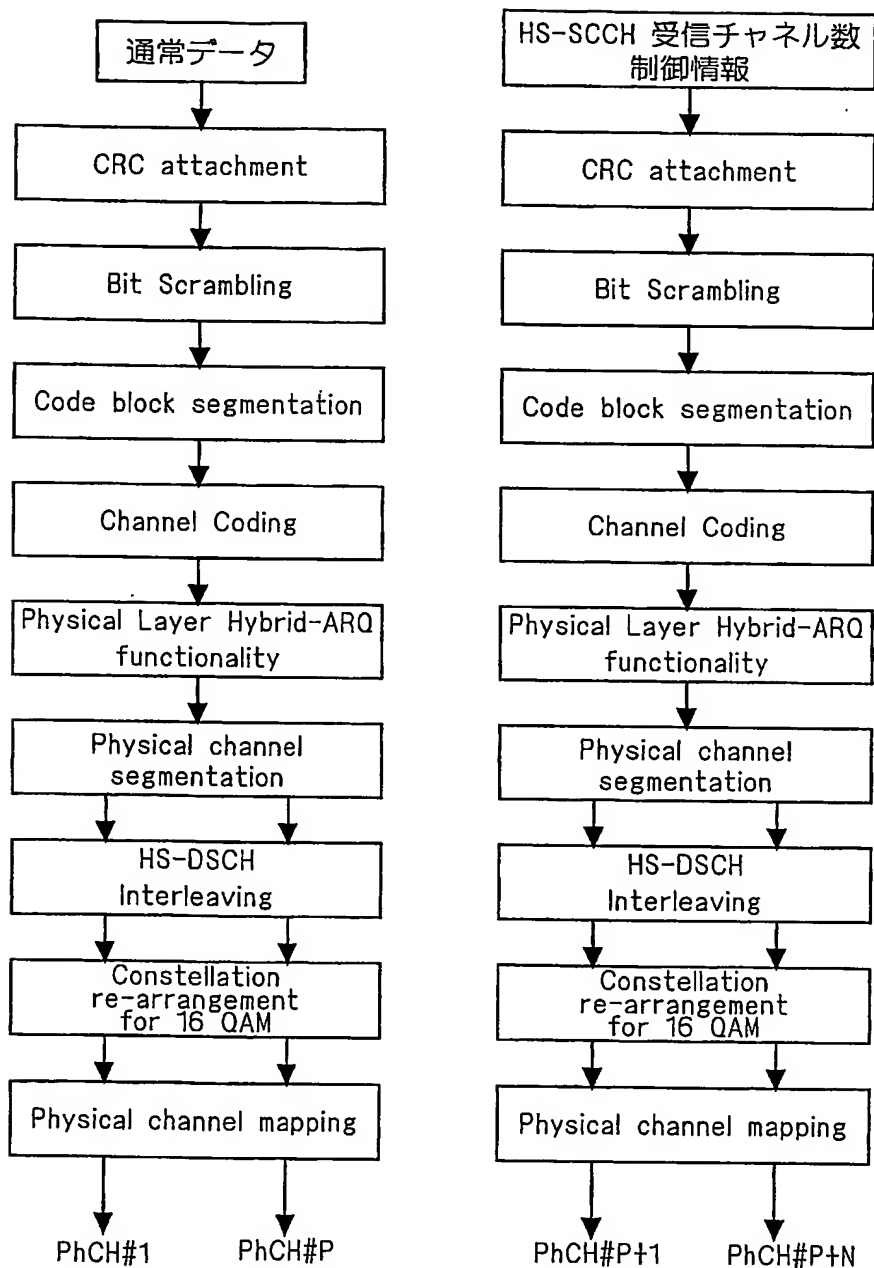 通常データ
CRC attachment
Bit Scrambling
Code block segmentation
Channel Coding
Physical Layer Hybrid-ARQ
functionality
Physical channel
segmentation
HS-DSCH
Interleaving
Constellation
re-arrangement
for 16 QAM
Physical channel mapping
PhCH#1
PhCH#P
HS-SCCH 受信チャネル数
制御情報
CRC attachment
Bit Scrambling
Code block segmentation
Channel Coding
Physical Layer Hybrid-ARQ
functionality
Physical channel
segmentation
HS-DSCH
Interleaving
Constellation
re-arrangement
for 16 QAM
Physical channel mapping
PhCH#P+1
PhCH#P+N